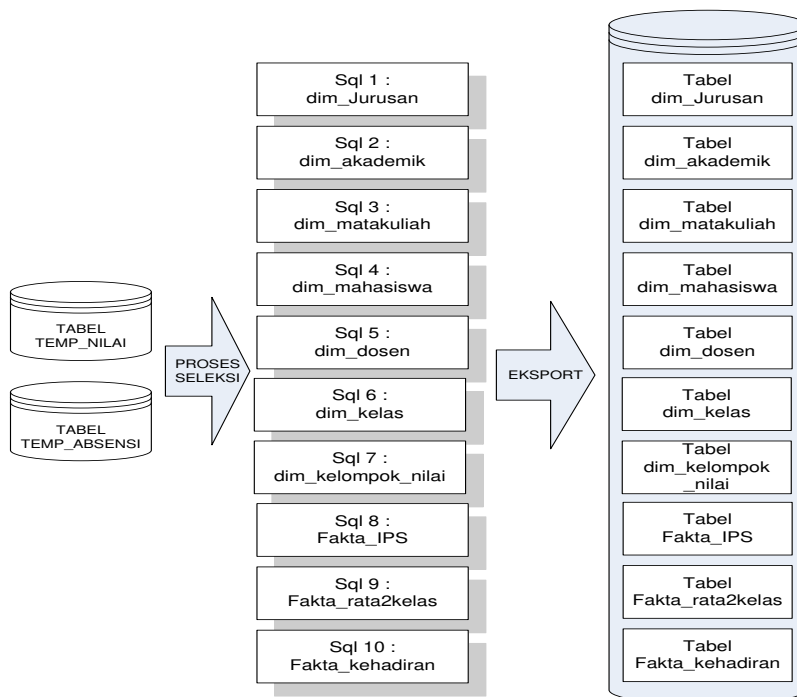 TABEL
TEMP_NILAI
TABEL
TEMP_ABSENSI
PROSES
SELEKSI
Sql 1 :
dim_Jurusan
Sql 2 :
dim_akademik
Sql 3 :
dim_matakuliah
Sql 4 :
dim_mahasiswa
Sql 5 :
dim_dosen
Sql 6 :
dim_kelas
Sql 7 :
dim_kelompok_nilai
Sql 8 :
Fakta_IPS
Sql 9 :
Fakta_rata2kelas
Sql 10 :
Fakta_kehadiran
EKSPORT
Tabel
dim_Jurusan
Tabel
dim_akademik
Tabel
dim_matakuliah
Tabel
dim_mahasiswa
Tabel
dim_dosen
Tabel
dim_kelas
Tabel
dim_kelompok
_nilai
Tabel
Fakta_IPS
Tabel
Fakta_rata2kelas
Tabel
Fakta_kehadiran